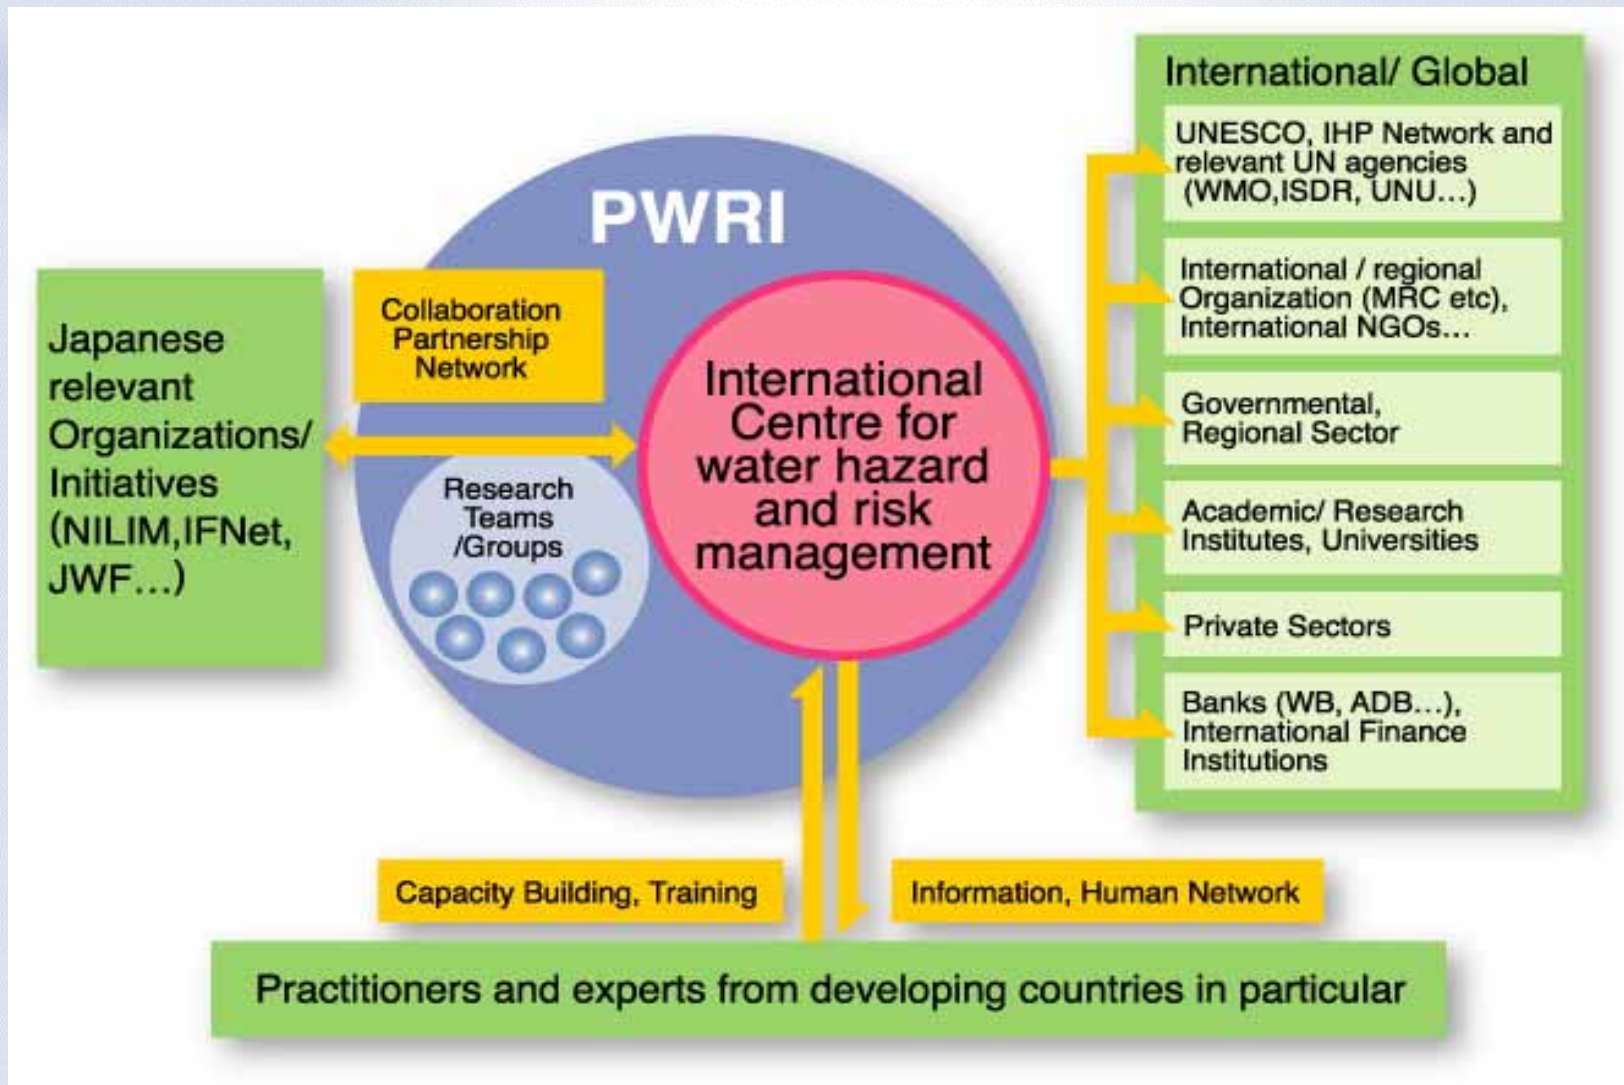 PWRI
Japanese
relevant
Organizations/
Initiatives
(NILIM,IFNet,
JWF...)
Collaboration
Partnership
Network
Research
Teams
/Groups
International
Centre for
water hazard
and risk
management
International/ Global
UNESCO, IHP Network and
relevant UN agencies
(WMO,ISDR, UNU...)
International / regional
Organization (MRC etc),
International NGOs...
Governmental,
Regional Sector
Academic/ Research
Institutes, Universities
Private Sectors
Banks (WB, ADB...),
International Finance
Institutions
Capacity Building, Training
Information, Human Network
Practitioners and experts from developing countries in particular